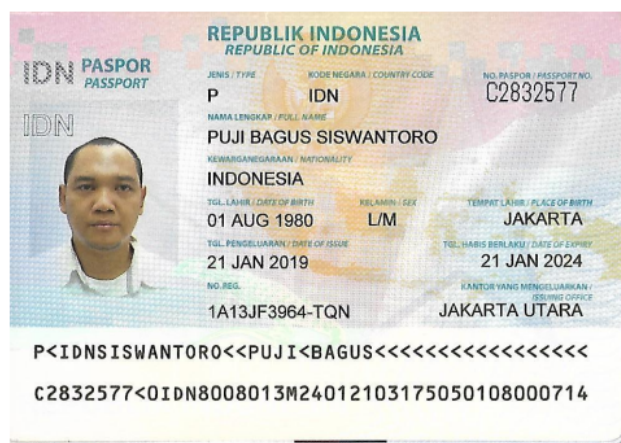 REPUBLIK INDONESIA
REPUBLIC OF INDONESIA
IDN PASPOR
PASSPORT
JENIS / TYPE KODE NEGARA / COUNTRY CODE NO. PASPOR / PASSPORT NO.
P IDN C2832577
IDN
NAMA LENGKAP / FULL NAME
PUJI BAGUS SISWANTORO
KEWARGANEGARAAN / NATIONALITY
INDONESIA
TGL. LAHIR / DATE OF BIRTH KELAMIN / SEX TEMPAT LAHIR / PLACE OF BIRTH
01 AUG 1980 L/M JAKARTA
TGL. PENGELUARAN / DATE OF ISSUE TGL. HABIS BERLAKU / DATE OF EXPIRY
21 JAN 2019 21 JAN 2024
NO. REG. KANTOR YANG MENGELUARKAN /
ISSUING OFFICE
1A13JF3964-TQN JAKARTA UTARA
P<IDNSISWANTORO<<PUJI<BAGUS<<<<<<<<<<<<<<<<<
C2832577<0IDN8008013M24012103175050108000714